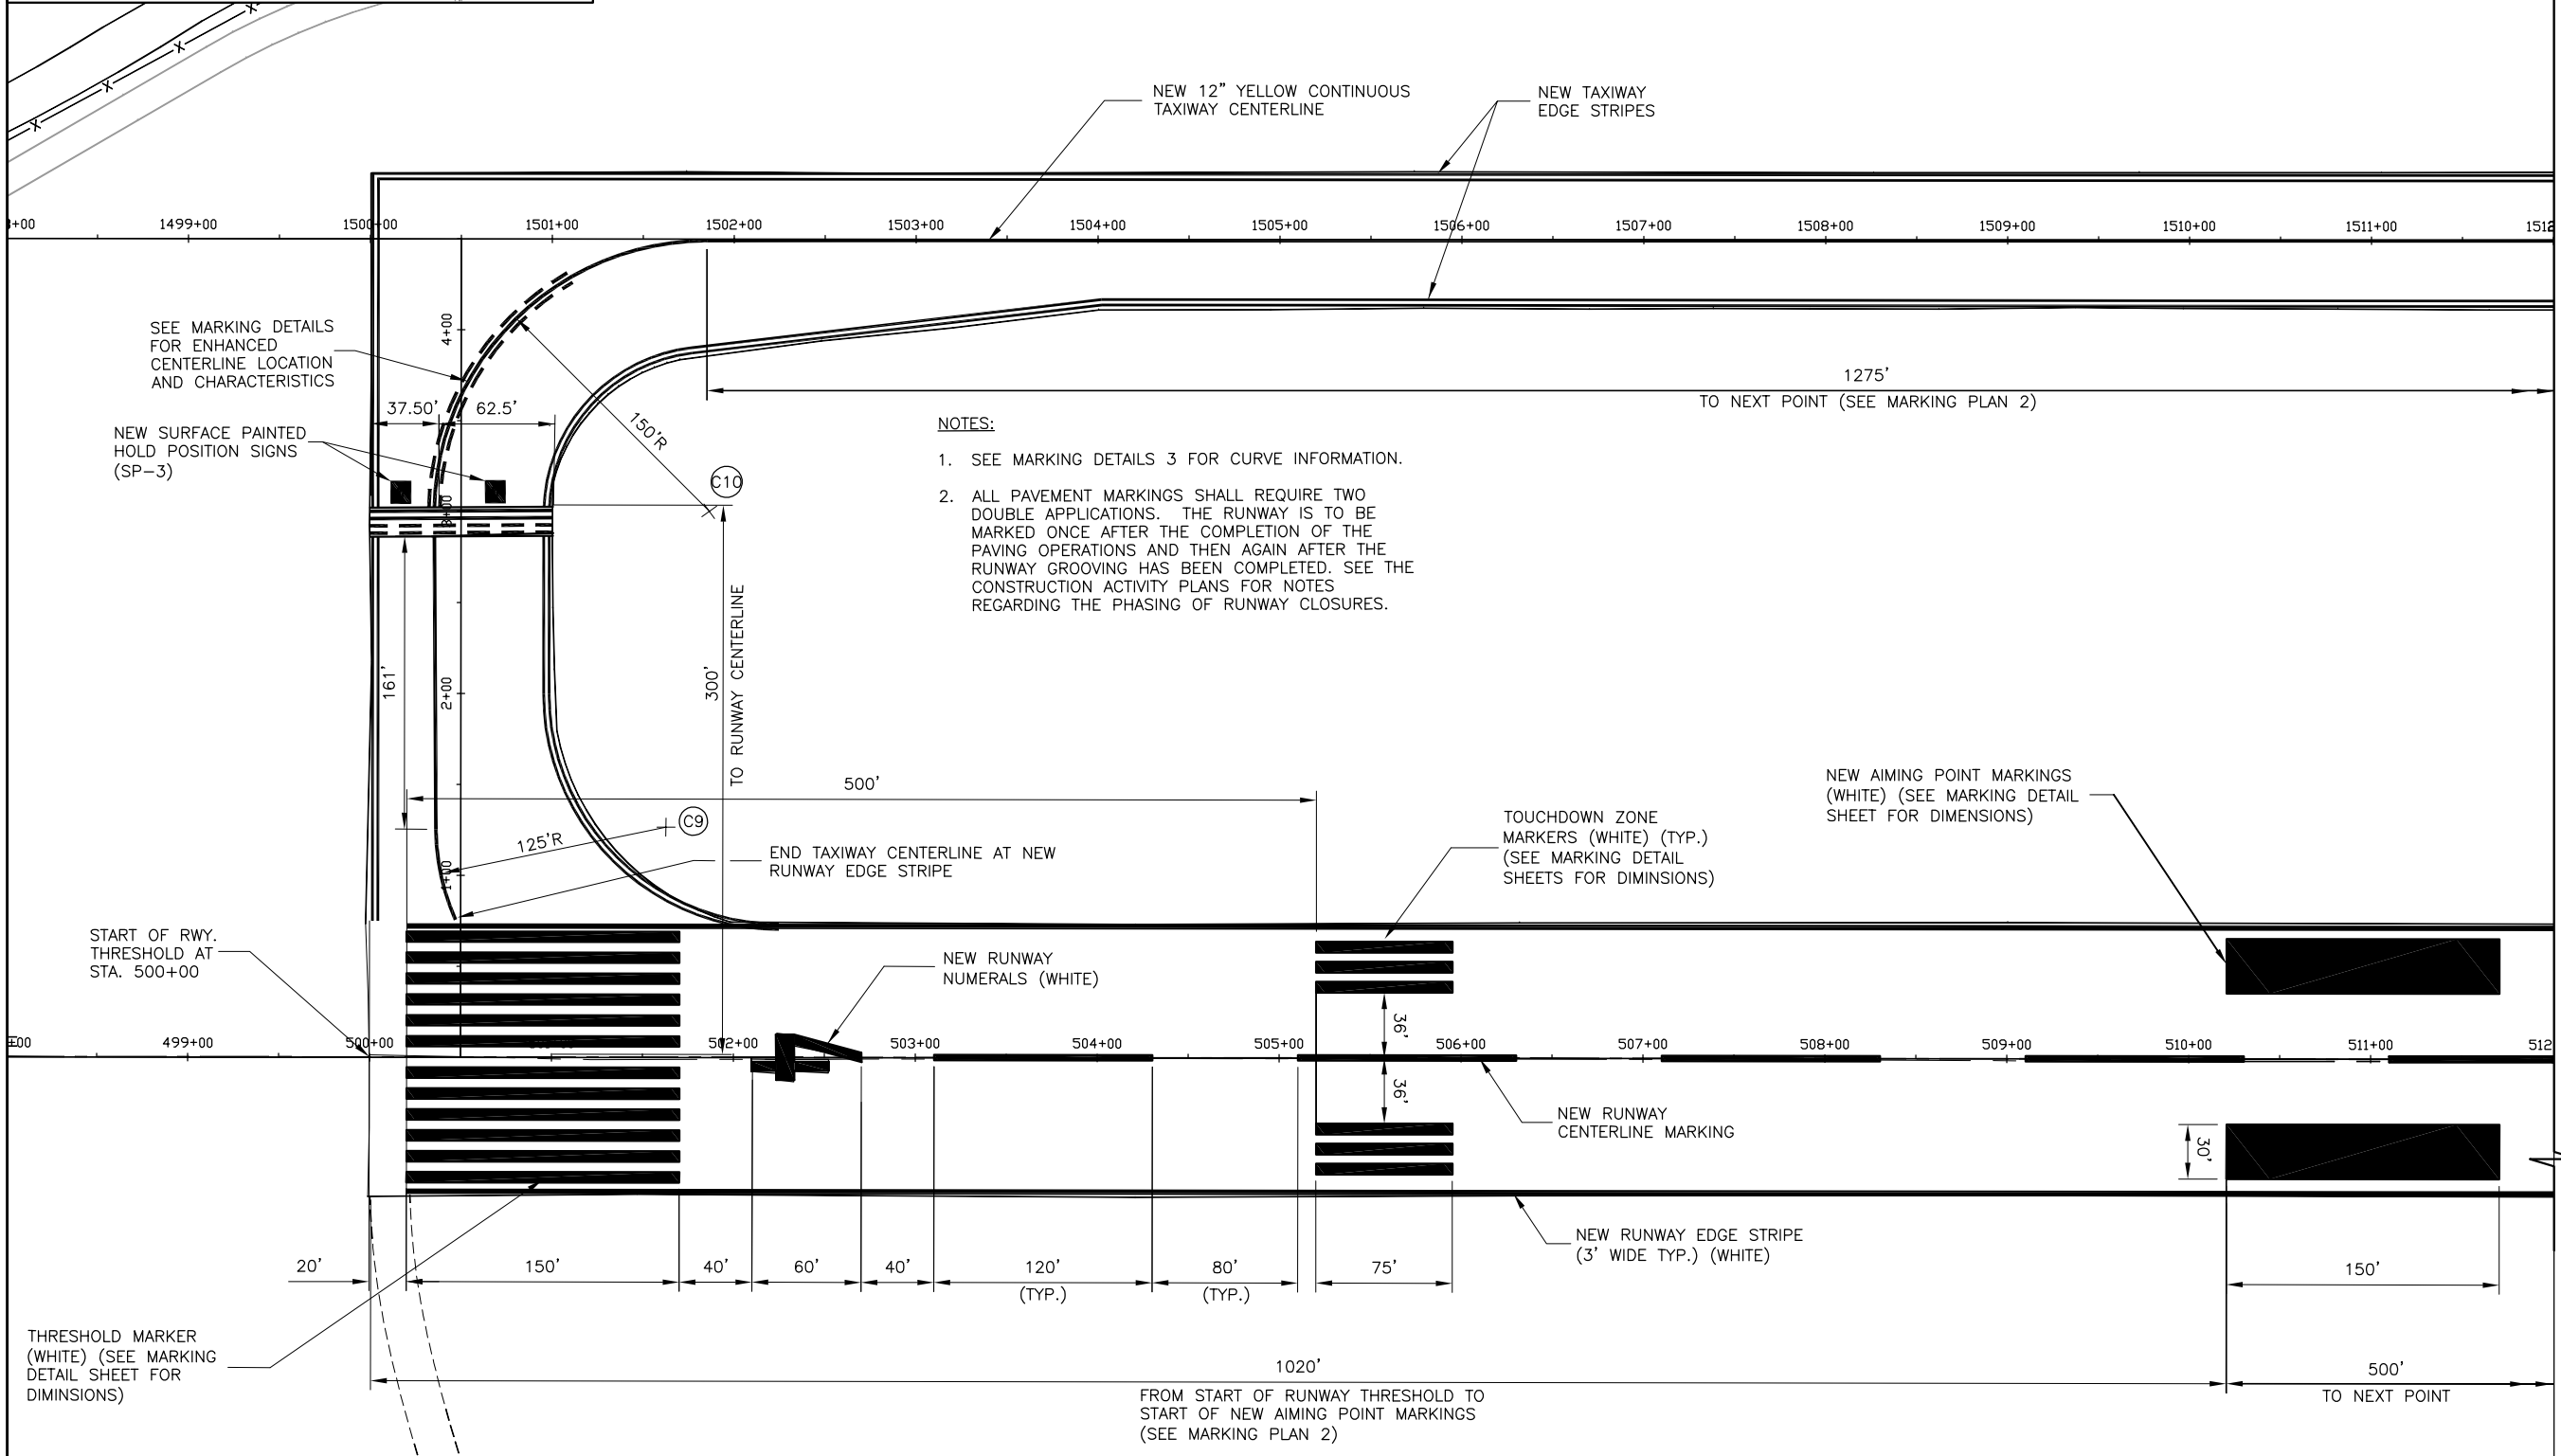 NEW 12” YELLOW CONTINUOUS
TAXIWAY CENTERLINE
NEW TAXIWAY
EDGE STRIPES
+00
1499+00
1500+00
1501+00
1502+00
1503+00
1504+00
1505+00
1506+00
1507+00
1508+00
1509+00
1510+00
1511+00
1512
SEE MARKING DETAILS
FOR ENHANCED
CENTERLINE LOCATION
AND CHARACTERISTICS
4+00
37.50’
62.5’
150’R
NEW SURFACE PAINTED
HOLD POSITION SIGNS
(SP-3)
3+00
C10
1275’
TO NEXT POINT (SEE MARKING PLAN 2)
NOTES:
1. SEE MARKING DETAILS 3 FOR CURVE INFORMATION.
2. ALL PAVEMENT MARKINGS SHALL REQUIRE TWO
DOUBLE APPLICATIONS. THE RUNWAY IS TO BE
MARKED ONCE AFTER THE COMPLETION OF THE
PAVING OPERATIONS AND THEN AGAIN AFTER THE
RUNWAY GROOVING HAS BEEN COMPLETED. SEE THE
CONSTRUCTION ACTIVITY PLANS FOR NOTES
REGARDING THE PHASING OF RUNWAY CLOSURES.
161’
2+00
300’
TO RUNWAY CENTERLINE
500’
C9
125’R
1+00
END TAXIWAY CENTERLINE AT NEW
RUNWAY EDGE STRIPE
TOUCHDOWN ZONE
MARKERS (WHITE) (TYP.)
(SEE MARKING DETAIL
SHEETS FOR DIMINSIONS)
NEW AIMING POINT MARKINGS
(WHITE) (SEE MARKING DETAIL
SHEET FOR DIMENSIONS)
START OF RWY.
THRESHOLD AT
STA. 500+00
NEW RUNWAY
NUMERALS (WHITE)
36’
+00
499+00
500+00
502+00
503+00
504+00
505+00
506+00
507+00
508+00
509+00
510+00
511+00
512
4
36’
NEW RUNWAY
CENTERLINE MARKING
30’
NEW RUNWAY EDGE STRIPE
(3’ WIDE TYP.) (WHITE)
20’
150’
40’
60’
40’
120’
(TYP.)
80’
(TYP.)
75’
150’
THRESHOLD MARKER
(WHITE) (SEE MARKING
DETAIL SHEET FOR
DIMINSIONS)
1020’
FROM START OF RUNWAY THRESHOLD TO
START OF NEW AIMING POINT MARKINGS
(SEE MARKING PLAN 2)
500’
TO NEXT POINT